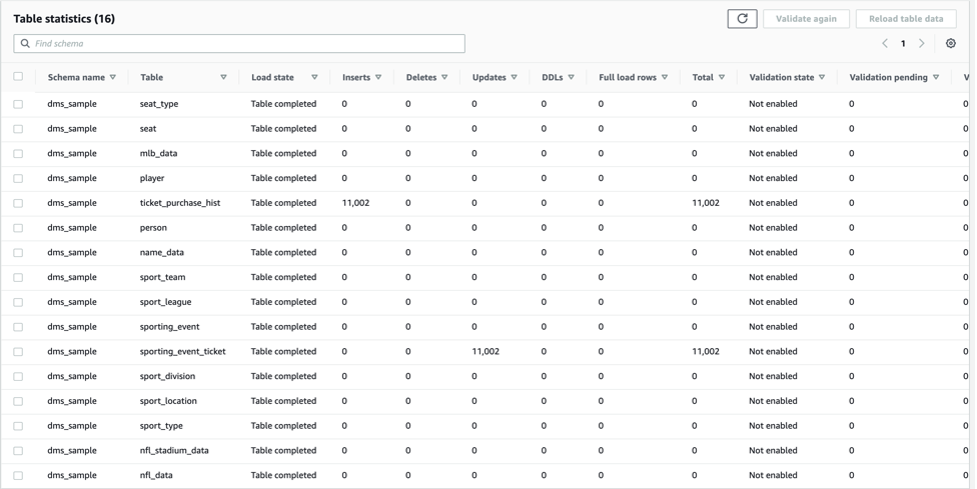 Table statistics (16) Validate again Reload table data
Find schema 1
Schema name Table Load state Inserts Deletes Updates DDLs Full load rows Total Validation state Validation pending V
dms_sample seat_type Table completed 0 0 0 0 0 0 Not enabled 0 0
dms_sample seat Table completed 0 0 0 0 0 0 Not enabled 0 0
dms_sample mlb_data Table completed 0 0 0 0 0 0 Not enabled 0 0
dms_sample player Table completed 0 0 0 0 0 0 Not enabled 0 0
dms_sample ticket_purchase_hist Table completed 11,002 0 0 0 0 11,002 Not enabled 0 0
dms_sample person Table completed 0 0 0 0 0 0 Not enabled 0 0
dms_sample name_data Table completed 0 0 0 0 0 0 Not enabled 0 0
dms_sample sport_team Table completed 0 0 0 0 0 0 Not enabled 0 0
dms_sample sport_league Table completed 0 0 0 0 0 0 Not enabled 0 0
dms_sample sporting_event Table completed 0 0 0 0 0 0 Not enabled 0 0
dms_sample sporting_event_ticket Table completed 0 0 11,002 0 0 11,002 Not enabled 0 0
dms_sample sport_division Table completed 0 0 0 0 0 0 Not enabled 0 0
dms_sample sport_location Table completed 0 0 0 0 0 0 Not enabled 0 0
dms_sample sport_type Table completed 0 0 0 0 0 0 Not enabled 0 0
dms_sample nfl_stadium_data Table completed 0 0 0 0 0 0 Not enabled 0 0
dms_sample nfl_data Table completed 0 0 0 0 0 0 Not enabled 0 0